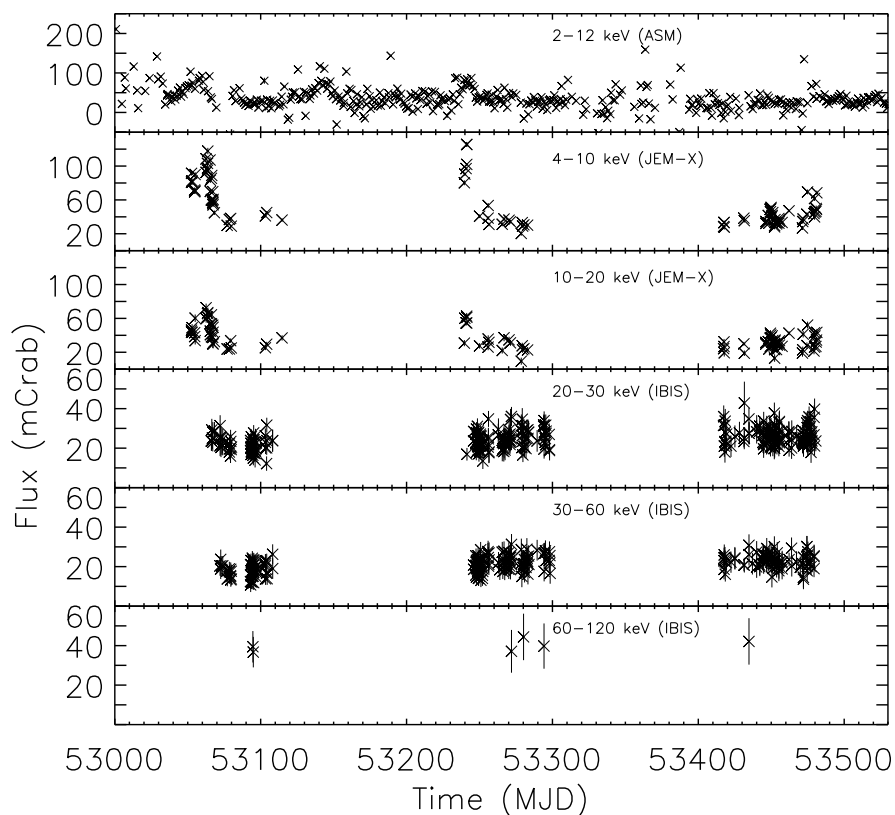 200
100
0
2−12 keV (ASM)
100
60
20
4−10 keV (JEM−X)
100
60
20
10−20 keV (JEM−X)
60
40
20
20−30 keV (IBIS)
60
40
20
30−60 keV (IBIS)
60
40
20
60−120 keV (IBIS)
Flux (mCrab)
53000 53100 53200 53300 53400 53500
Time (MJD)